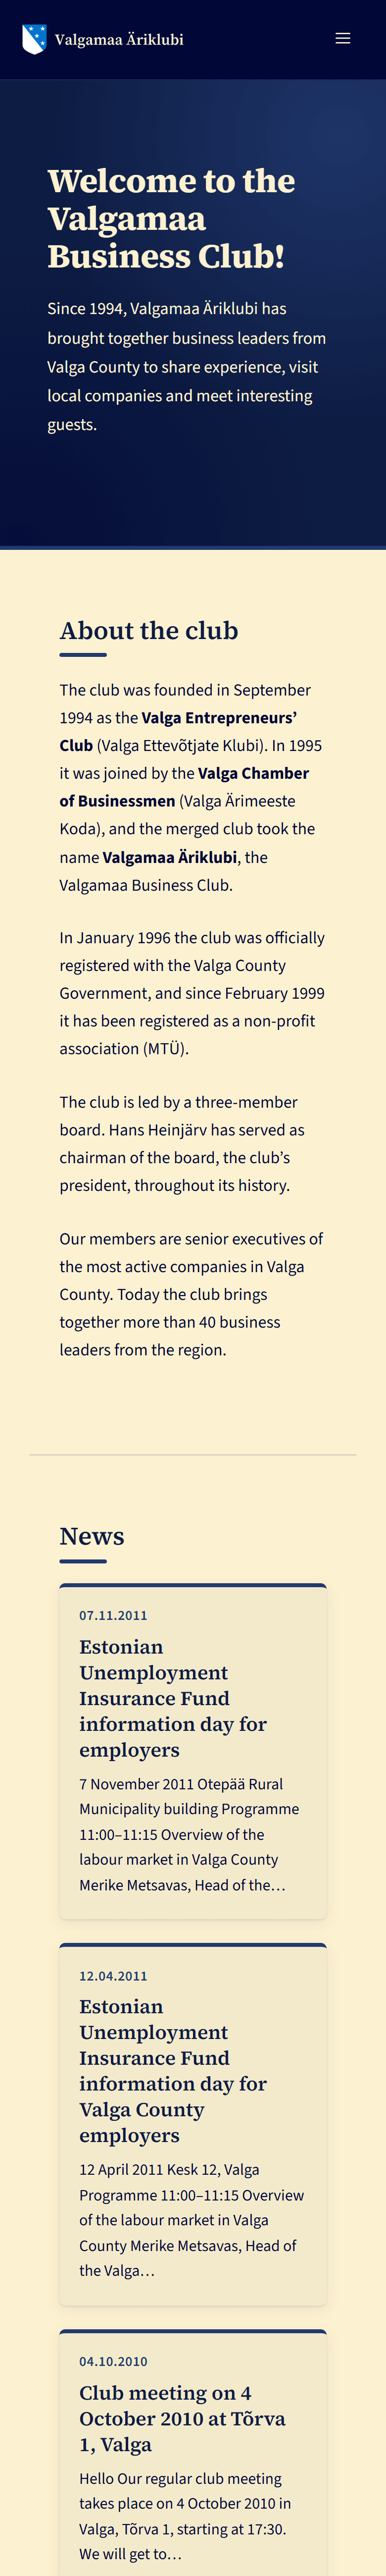 Valgamaa Äriklubi
Welcome to the
Valgamaa
Business Club!
Since 1994, Valgamaa Äriklubi has
brought together business leaders from
Valga County to share experience, visit
local companies and meet interesting
guests.
About the club
The club was founded in September
1994 as the Valga Entrepreneurs’
Club (Valga Ettevõtjate Klubi). In 1995
it was joined by the Valga Chamber
of Businessmen (Valga Ärimeeste
Koda), and the merged club took the
name Valgamaa Äriklubi, the
Valgamaa Business Club.
In January 1996 the club was officially
registered with the Valga County
Government, and since February 1999
it has been registered as a non-profit
association (MTÜ).
The club is led by a three-member
board. Hans Heinjärv has served as
chairman of the board, the club’s
president, throughout its history.
Our members are senior executives of
the most active companies in Valga
County. Today the club brings
together more than 40 business
leaders from the region.
News
07.11.2011
Estonian
Unemployment
Insurance Fund
information day for
employers
7 November 2011 Otepää Rural
Municipality building Programme
11:00–11:15 Overview of the
labour market in Valga County
Merike Metsavas, Head of the…
12.04.2011
Estonian
Unemployment
Insurance Fund
information day for
Valga County
employers
12 April 2011 Kesk 12, Valga
Programme 11:00–11:15 Overview
of the labour market in Valga
County Merike Metsavas, Head of
the Valga…
04.10.2010
Club meeting on 4
October 2010 at Tõrva
1, Valga
Hello Our regular club meeting
takes place on 4 October 2010 in
Valga, Tõrva 1, starting at 17:30.
We will get to…